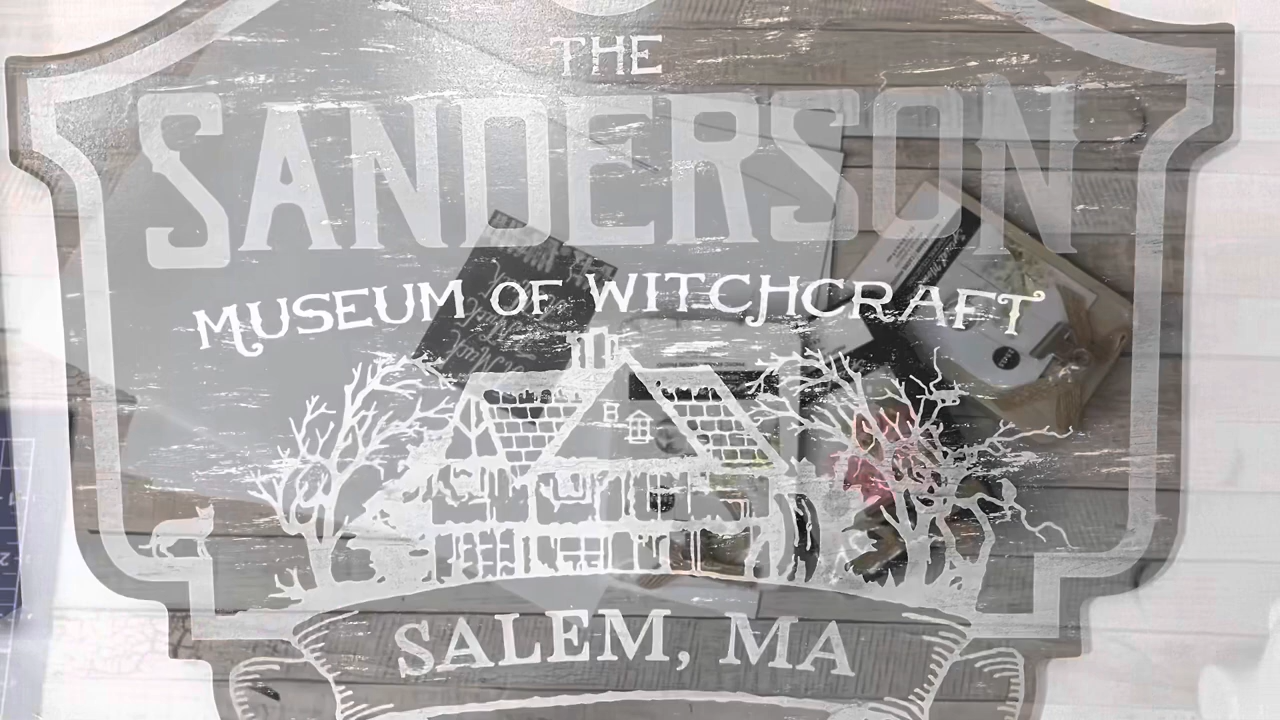 THE
SANDERSON
MUSEUM OF WITCHCRAFT
SALEM, MA